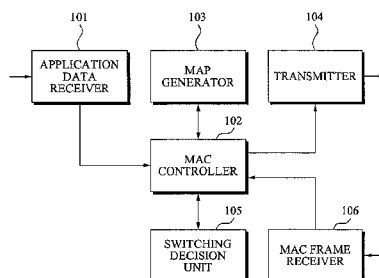 101
APPLICATION
DATA
RECEIVER
103
MAP
GENERATOR
104
TRANSMITTER
102
MAC
CONTROLLER
105
SWITCHING
DECISION
UNIT
106
MAC FRAME
RECEIVER